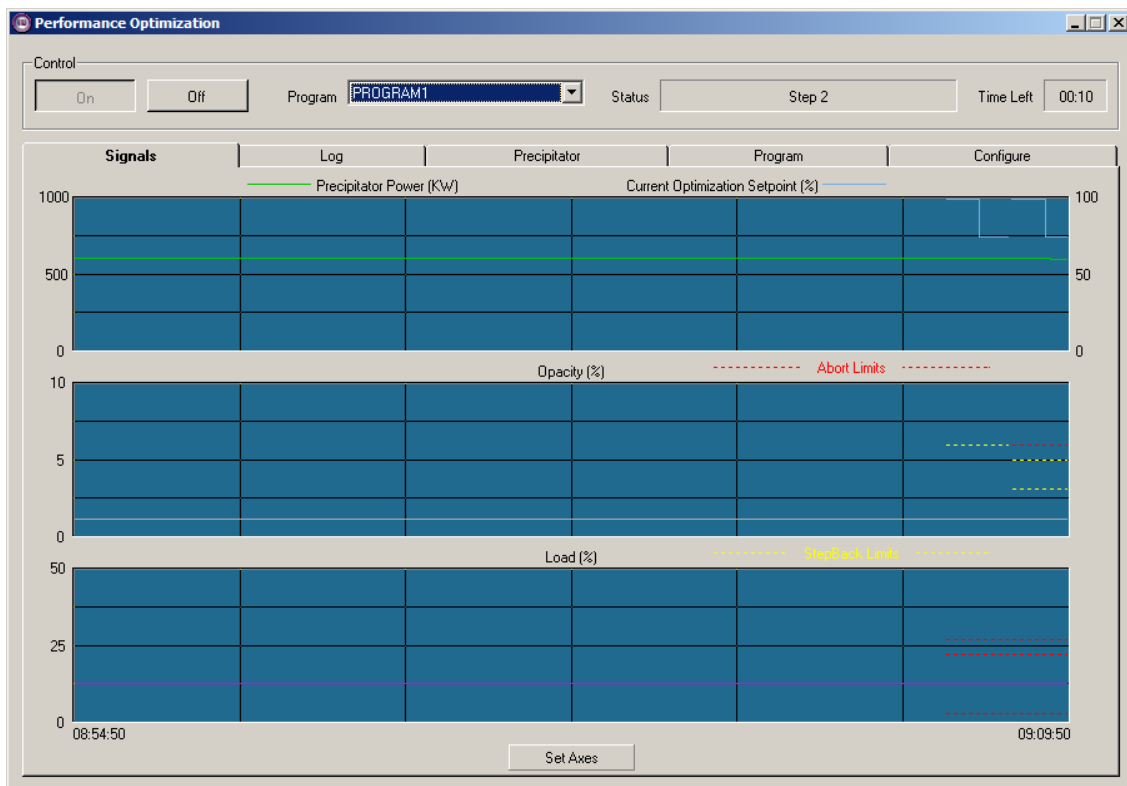 Performance Optimization
Control
On Off Program PROGRAM1 Status Step 2 Time Left 00:10
Signals Log Precipitator Program Configure
Precipitator Power (KW) Current Optimization Setpoint (%)
1000 100
500 50
0 0
Opacity (%) Abort Limits
10
5
0
Load (%) StepBack Limits
50
25
0
08:54:50 09:09:50
Set Axes